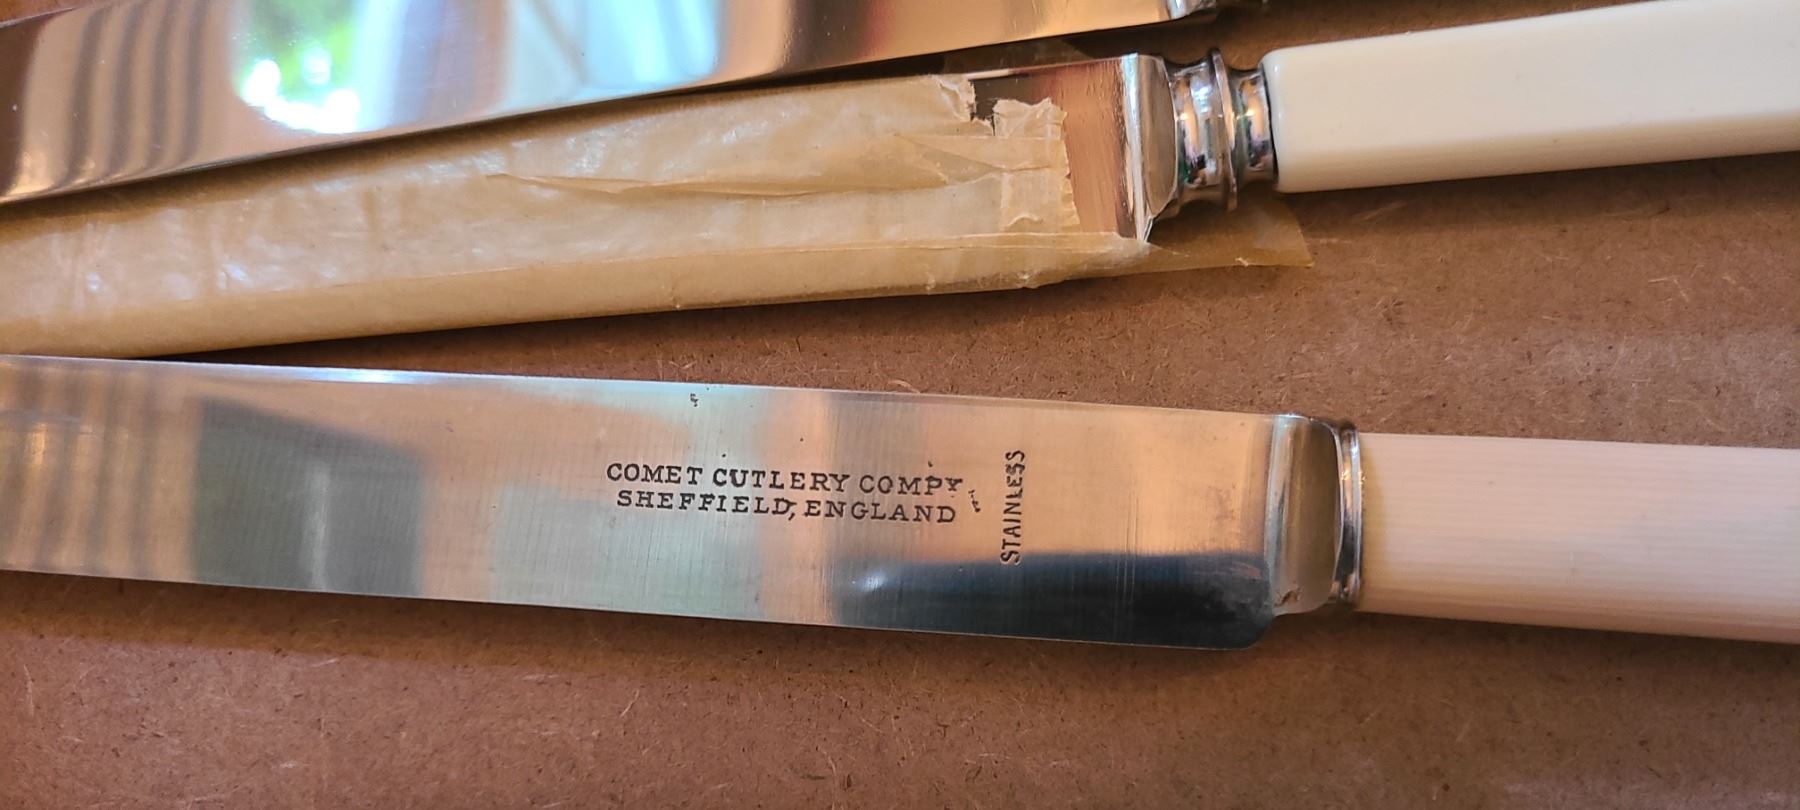 COMET CUTLERY COMPY
SHEFFIELD, ENGLAND
STAINLESS